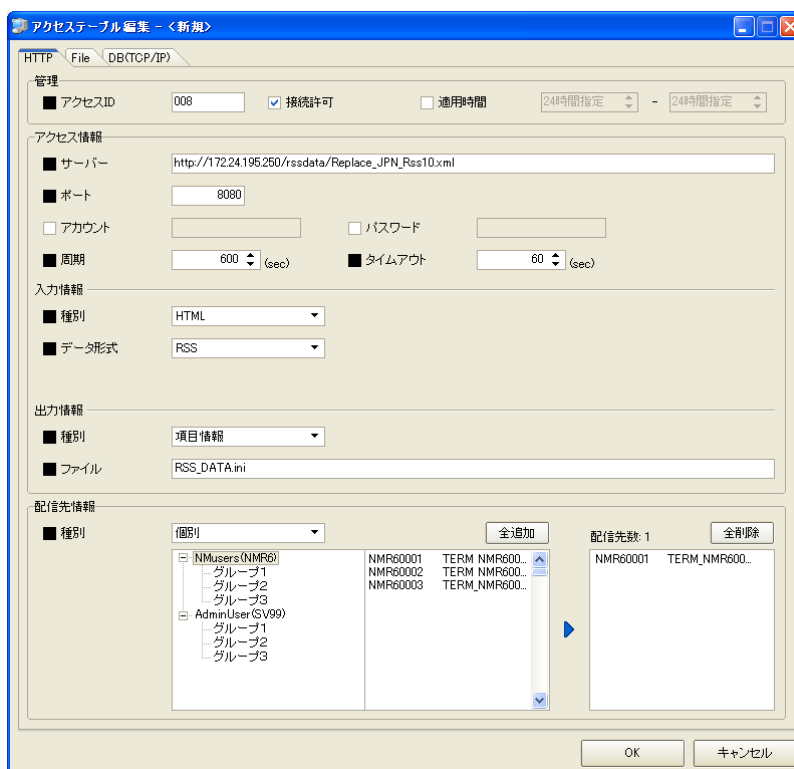 アクセステーブル編集 - <新規>
HTTP File DB(TCP/IP)
管理
アクセスID 008 接続許可 適用時間 24時間指定 - 24時間指定
アクセス情報
サーバー http://172.24.195.250/rssdata/Replace_JPN_Rss10.xml
ポート 8080
アカウント パスワード
周期 600 (sec) タイムアウト 60 (sec)
入力情報
種別 HTML
データ形式 RSS
出力情報
種別 項目情報
ファイル RSS_DATA.ini
配信先情報
種別 個別 全追加 配信先数: 1 全削除
NMusers(NMR6) NMR60001 TERM NMR600... NMR60001 TERM_NMR600...
グループ1 NMR60002 TERM NMR600...
グループ2 NMR60003 TERM_NMR600...
グループ3
AdminUser(SV99)
グループ1
グループ2
グループ3
OK キャンセル